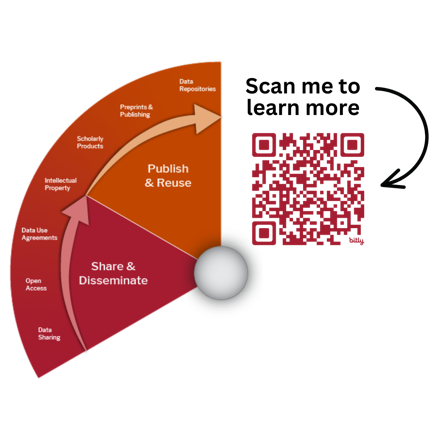 Data
Repositories
Preprints &
Publishing
Scholarly
Products
Intellectual
Property
Data Use
Agreements
Open
Access
Data
Sharing
Publish
& Reuse
Share &
Disseminate
Scan me to
learn more
bitly